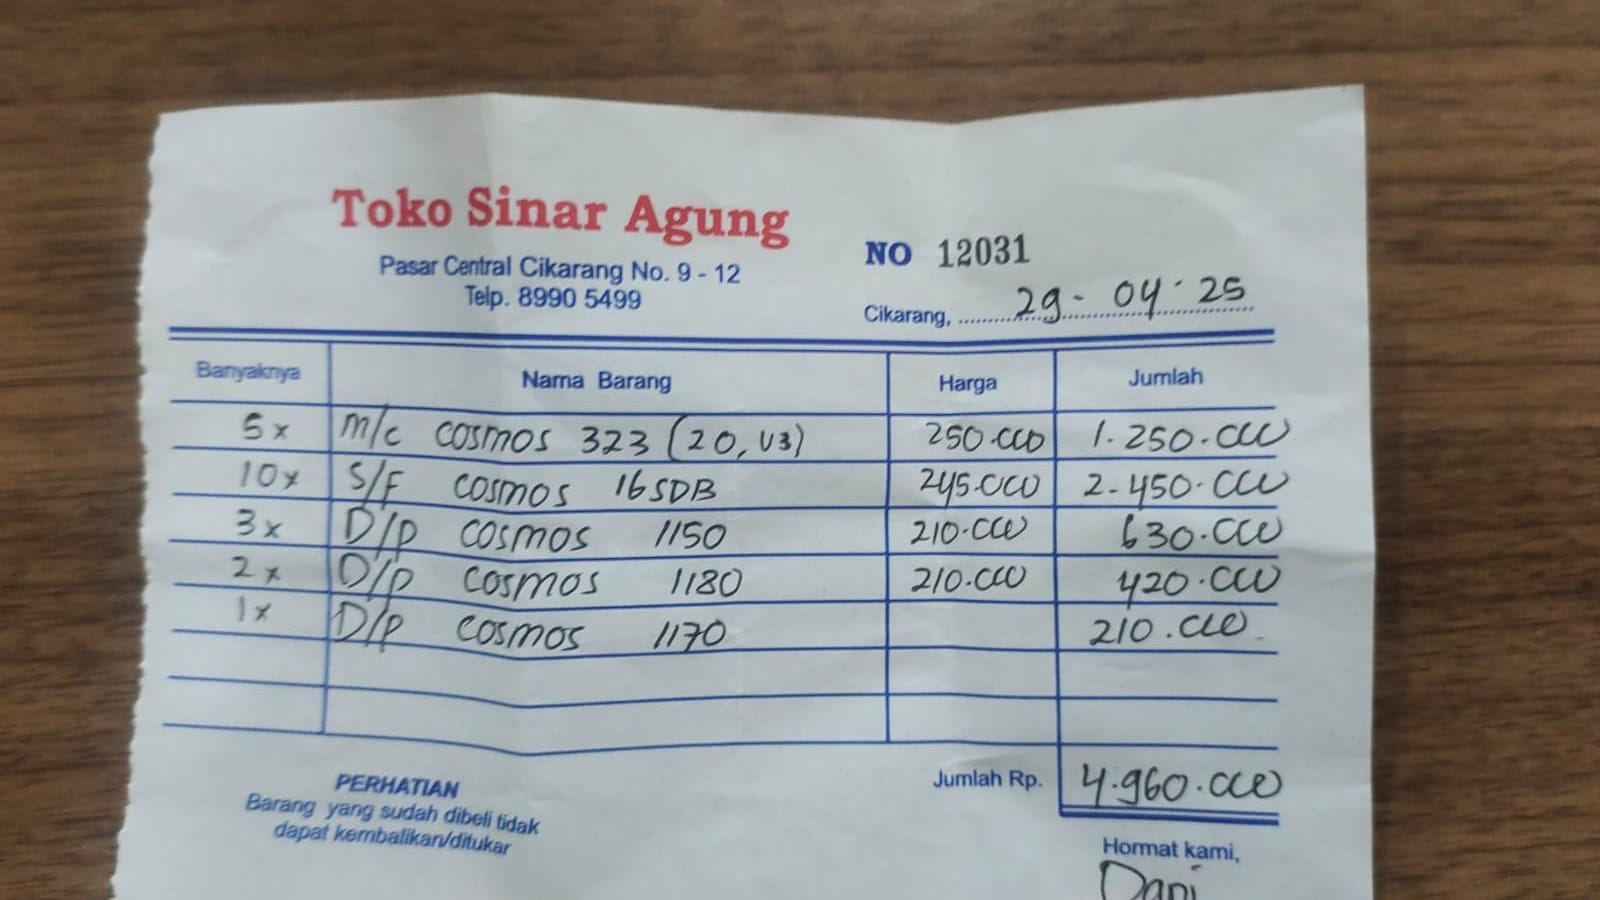 Toko Sinar Agung
Pasar Central Cikarang No. 9 - 12
Telp. 8990 5499
NO 12031
Cikarang, 29 - 04 - 25
Banyaknya Nama Barang Harga Jumlah
5x m/c cosmos 323 (20, U3) 250.000 1.250.000
10x S/F cosmos 16SDB 245.000 2.450.000
3x D/P cosmos 1150 210.000 630.000
2x D/P cosmos 1180 210.000 420.000
1x D/P cosmos 1170 210.000
Jumlah Rp. 4.960.000
PERHATIAN
Barang yang sudah dibeli tidak
dapat kembalikan/ditukar
Hormat kami,
Dani